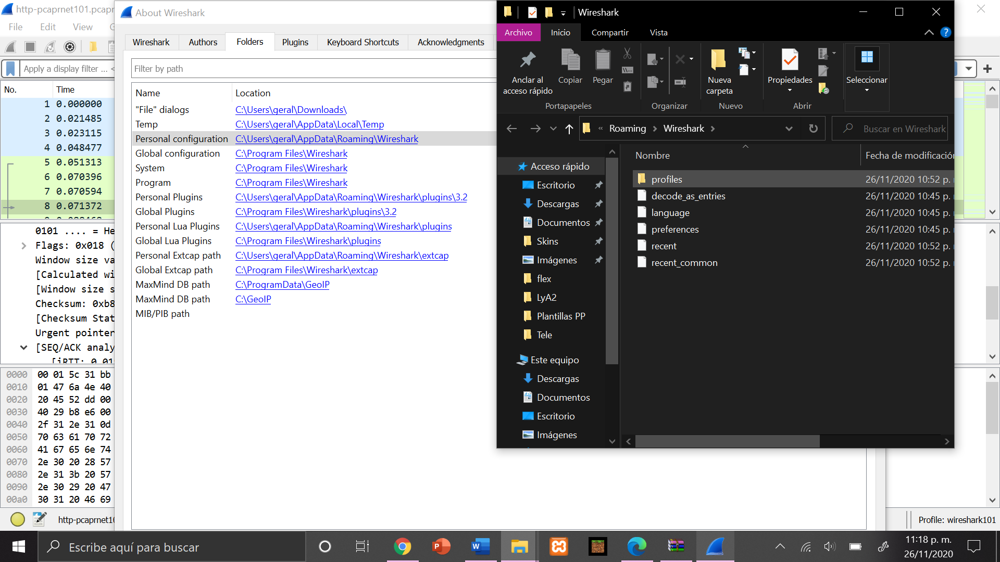 http-pcaprnet101.pcapr
File Edit View
Apply a display filter ... <
No. Time
1 0.000000
2 0.021485
3 0.023115
4 0.048477
5 0.051313
6 0.070396
7 0.070594
8 0.071372
0101 .... = He
Flags: 0x018 (
Window size va
[Calculated wi
[Window size s
Checksum: 0xb8
[Checksum Stat
Urgent pointer
[SEQ/ACK analy
[iRTT: 0.01
0000 00 01 5c 31 bb
0010 01 47 6a 4e 40
0020 20 45 52 dd 00
0030 40 29 b8 e6 00
0040 2f 31 2e 31 0d
0050 70 63 61 70 72
0060 41 67 65 6e 74
0070 2e 30 20 28 57
0080 2e 31 3b 20 57
0090 2e 30 29 20 47
00a0 30 31 20 46 69
http-pcaprnet10
Profile: wireshark101
About Wireshark
Wireshark Authors Folders Plugins Keyboard Shortcuts Acknowledgments
Filter by path
Name Location
"File" dialogs C:\Users\geral\Downloads\
Temp C:\Users\geral\AppData\Local\Temp
Personal configuration C:\Users\geral\AppData\Roaming\Wireshark
Global configuration C:\Program Files\Wireshark
System C:\Program Files\Wireshark
Program C:\Program Files\Wireshark
Personal Plugins C:\Users\geral\AppData\Roaming\Wireshark\plugins\3.2
Global Plugins C:\Program Files\Wireshark\plugins\3.2
Personal Lua Plugins C:\Users\geral\AppData\Roaming\Wireshark\plugins
Global Lua Plugins C:\Program Files\Wireshark\plugins
Personal Extcap path C:\Users\geral\AppData\Roaming\Wireshark\extcap
Global Extcap path C:\Program Files\Wireshark\extcap
MaxMind DB path C:\ProgramData\GeoIP
MaxMind DB path C:\GeoIP
MIB/PIB path
Wireshark
Archivo Inicio Compartir Vista
Anclar al
acceso rápido
Copiar
Pegar
Nueva
carpeta
Propiedades
Seleccionar
Portapapeles Organizar Nuevo Abrir
« Roaming > Wireshark >
Buscar en Wireshark
Acceso rápido
Escritorio
Descargas
Documentos
Skins
Imágenes
flex
LyA2
Plantillas PP
Tele
Este equipo
Descargas
Documentos
Escritorio
Imágenes
Nombre Fecha de modificación
profiles 26/11/2020 10:52 p.
decode_as_entries 26/11/2020 10:45 p.
language 26/11/2020 10:45 p.
preferences 26/11/2020 10:45 p.
recent 26/11/2020 10:52 p.
recent_common 26/11/2020 10:52 p.
Escribe aquí para buscar
11:18 p. m.
26/11/2020